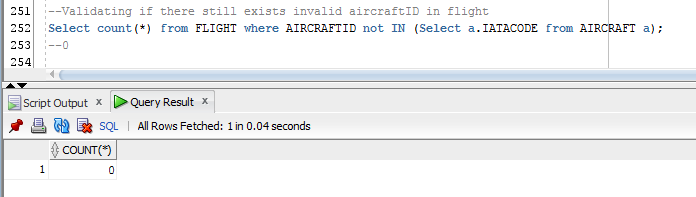 251 --Validating if there still exists invalid aircraftID in flight
252 Select count(*) from FLIGHT where AIRCRAFTID not IN (Select a.IATACODE from AIRCRAFT a);
253 --0
254
Script Output x Query Result x
SQL | All Rows Fetched: 1 in 0.04 seconds
COUNT(*)
1 0